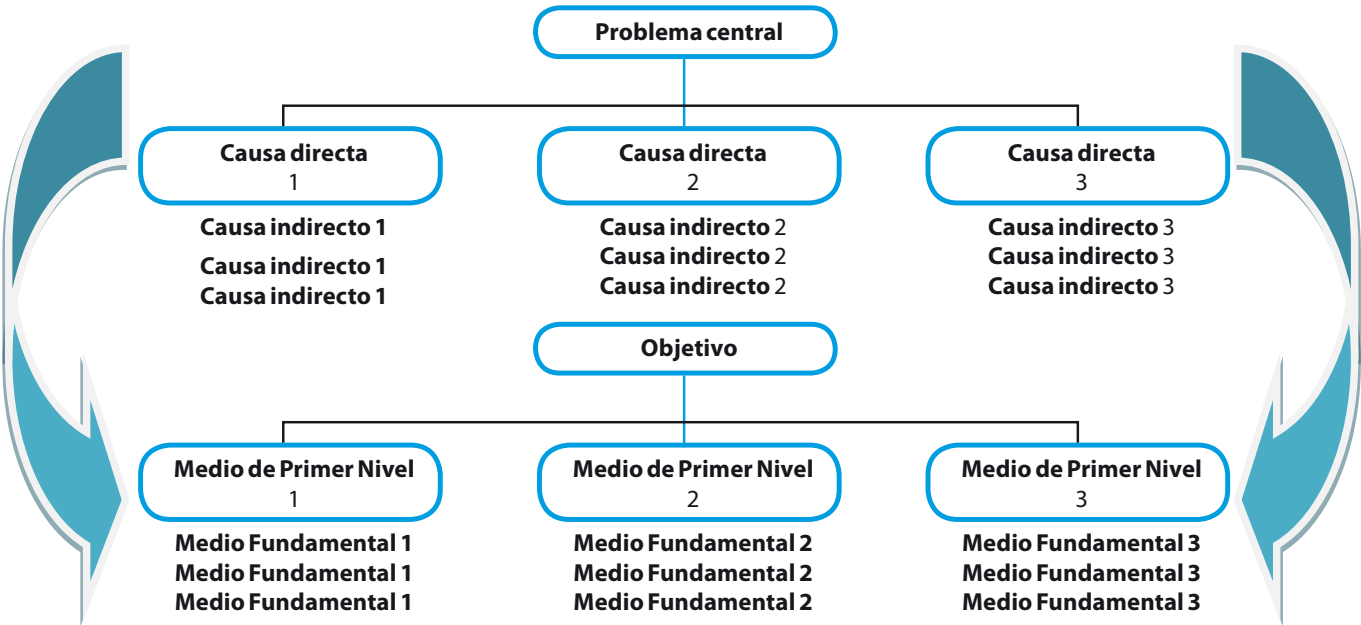 Problema central
Causa directa
1
Causa directa
2
Causa directa
3
Causa indirecto 1
Causa indirecto 1
Causa indirecto 1
Causa indirecto 2
Causa indirecto 2
Causa indirecto 2
Causa indirecto 3
Causa indirecto 3
Causa indirecto 3
Objetivo
Medio de Primer Nivel
1
Medio de Primer Nivel
2
Medio de Primer Nivel
3
Medio Fundamental 1
Medio Fundamental 1
Medio Fundamental 1
Medio Fundamental 2
Medio Fundamental 2
Medio Fundamental 2
Medio Fundamental 3
Medio Fundamental 3
Medio Fundamental 3